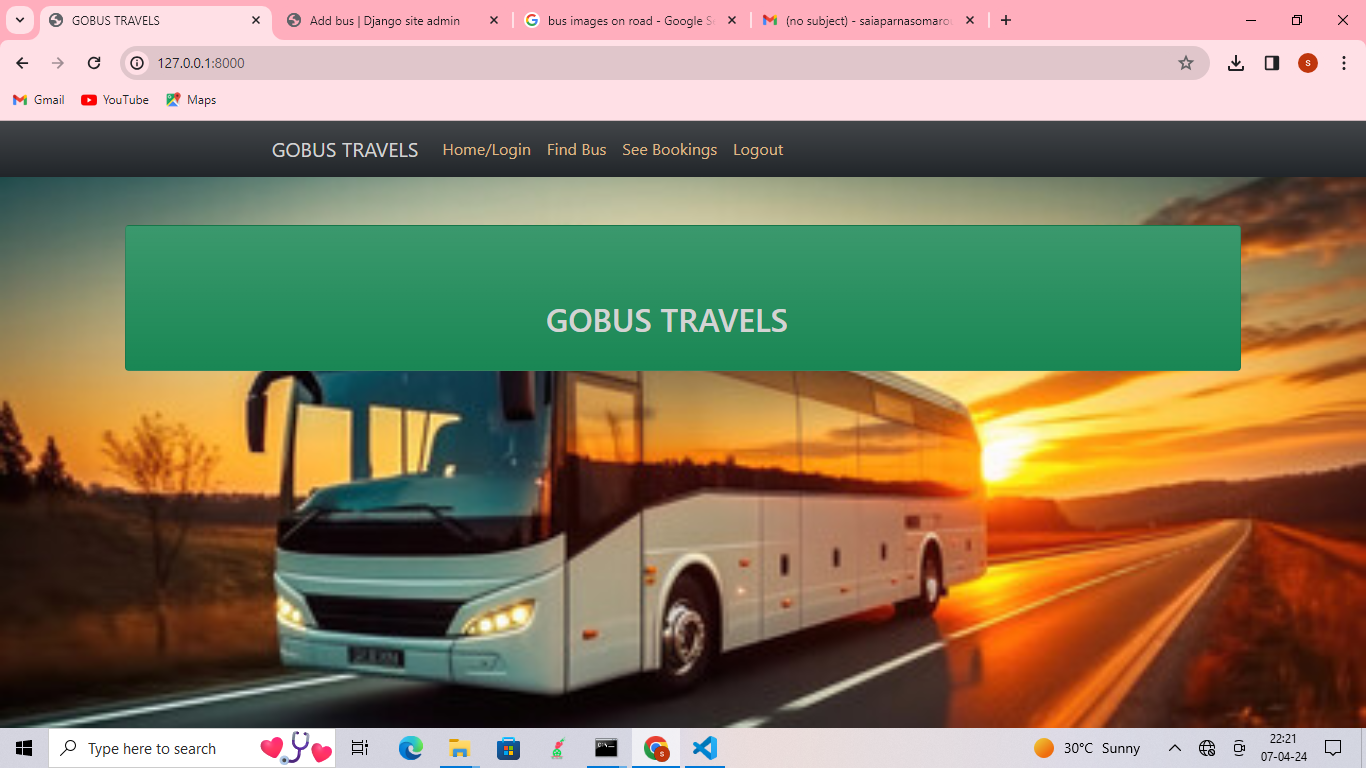 GOBUS TRAVELS
Add bus | Django site admin
bus images on road - Google Se
(no subject) - saiaparnasomarou
127.0.0.1:8000
S
Gmail
YouTube
Maps
GOBUS TRAVELS Home/Login Find Bus See Bookings Logout
GOBUS TRAVELS
Type here to search
S
30°C Sunny
22:21
07-04-24